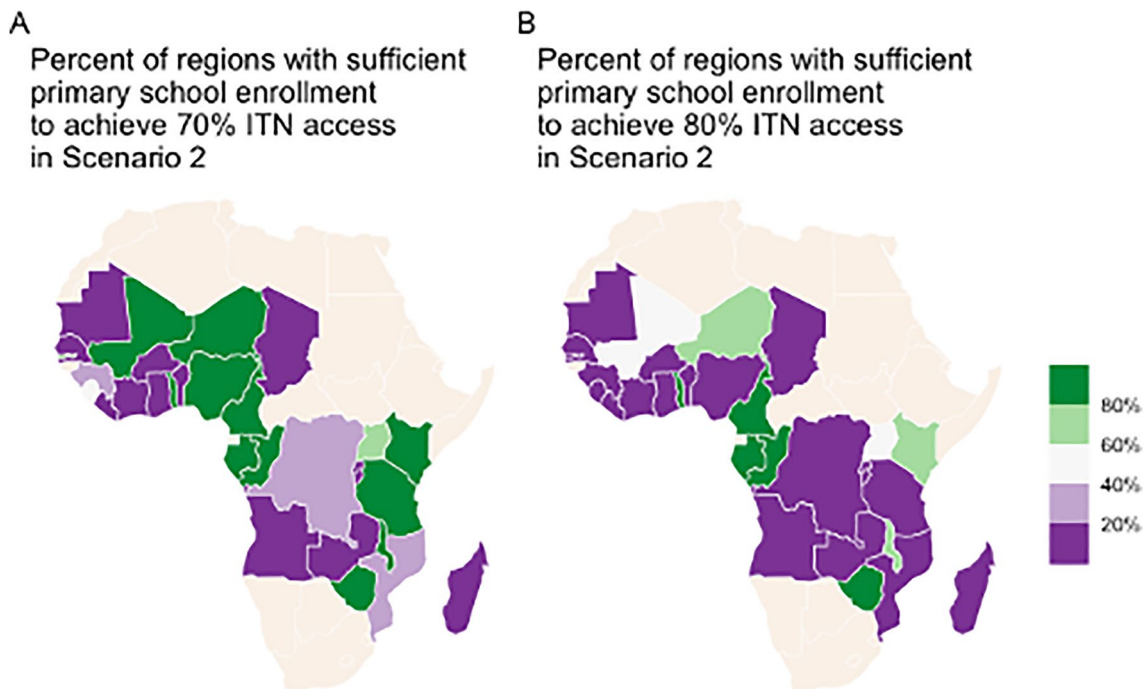 A
Percent of regions with sufficient
primary school enrollment
to achieve 70% ITN access
in Scenario 2
B
Percent of regions with sufficient
primary school enrollment
to achieve 80% ITN access
in Scenario 2
80%
60%
40%
20%